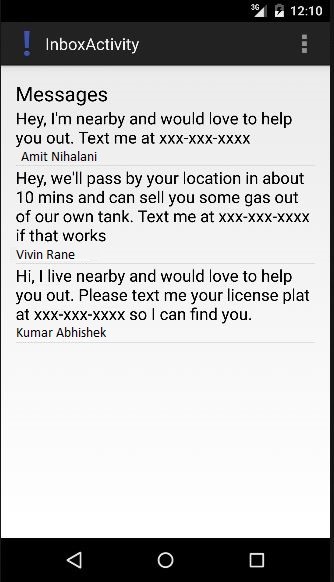 3G 12:10
InboxActivity
Messages
Hey, I'm nearby and would love to help
you out. Text me at xxx-xxx-xxxx
Amit Nihalani
Hey, we'll pass by your location in about
10 mins and can sell you some gas out
of our own tank. Text me at xxx-xxx-xxxx
if that works
Vivin Rane
Hi, I live nearby and would love to help
you out. Please text me your license plat
at xxx-xxx-xxxx so I can find you.
Kumar Abhishek